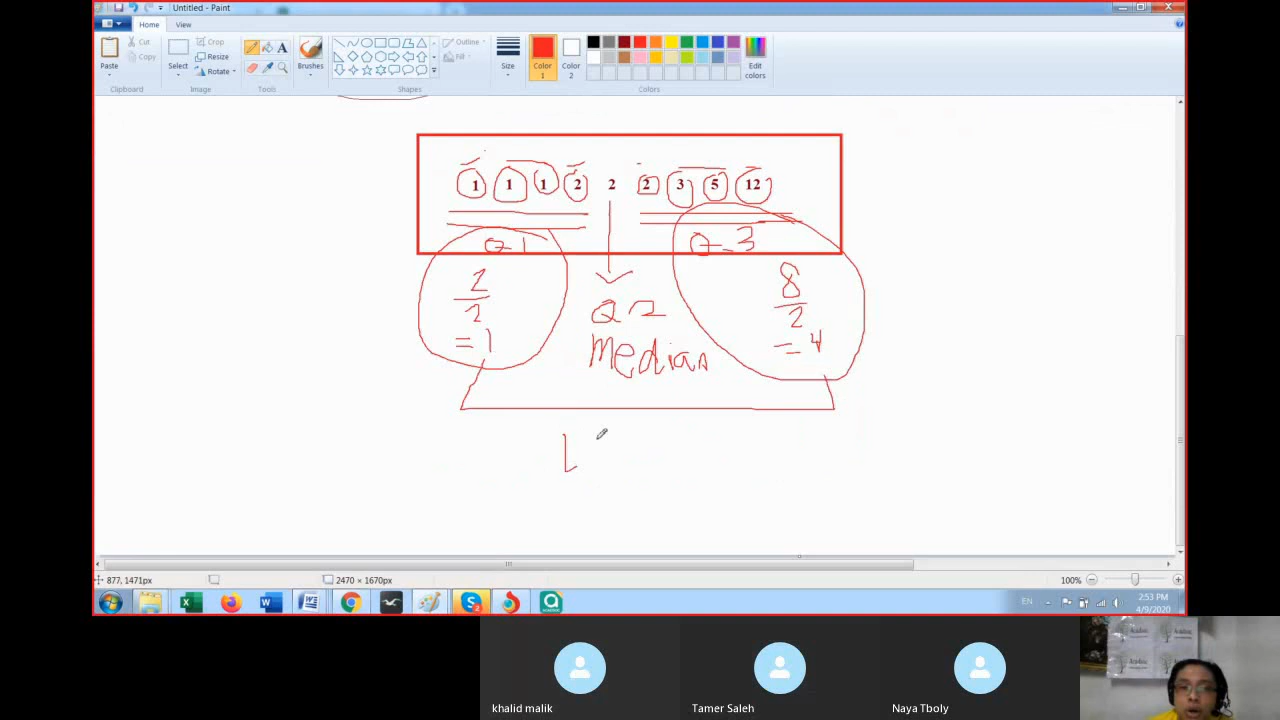 Untitled - Paint
Home View
Cut
Copy
Paste
Clipboard
Crop
Resize
Rotate
Select
Image
Tools
Brushes
Shapes
Outline
Fill
Size
Color 1
Color 2
Edit colors
Colors
1 1 1 2 2 2 3 5 12
Q1 Q3
2/2 = 1
Q2
Median
8/2 = 4
877, 1471px
2470 × 1670px
100%
EN
2:53 PM
4/9/2020
khalid malik
Tamer Saleh
Naya Tboly